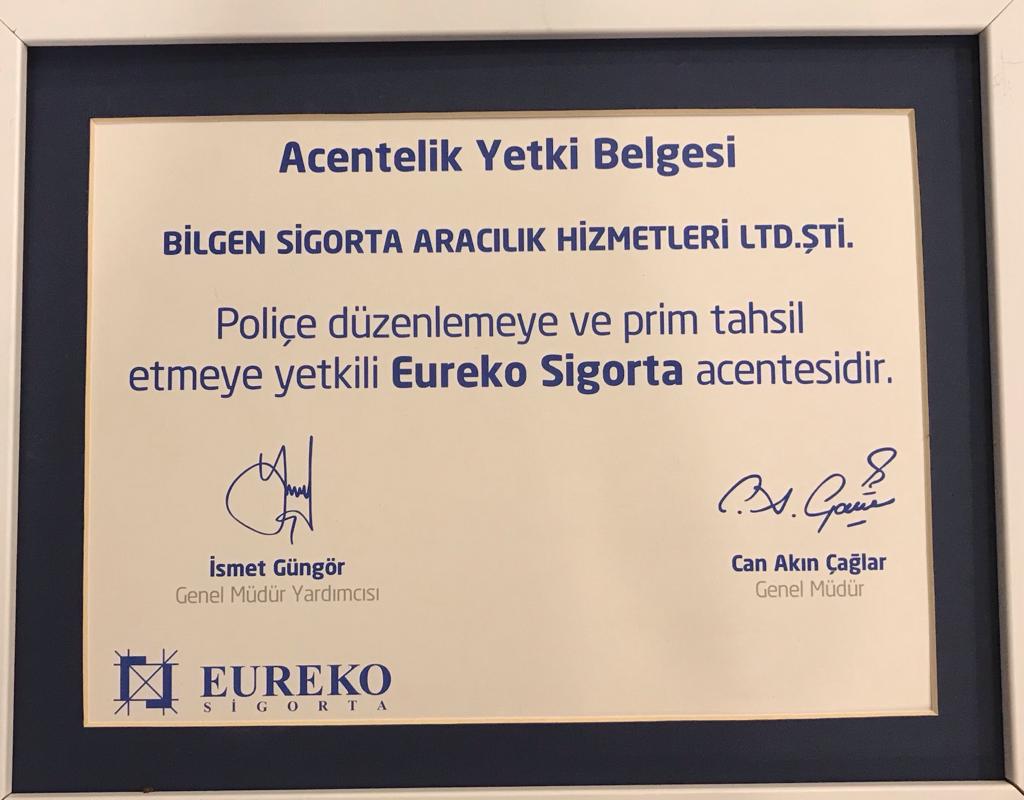 Acentelik Yetki Belgesi
BİLGEN SİGORTA ARACILIK HİZMETLERİ LTD.ŞTİ.
Poliçe düzenlemeye ve prim tahsil
etmeye yetkili Eureko Sigorta acentesidir.
İsmet Güngör
Genel Müdür Yardımcısı
Can Akın Çağlar
Genel Müdür
EUREKO
SİGORTA